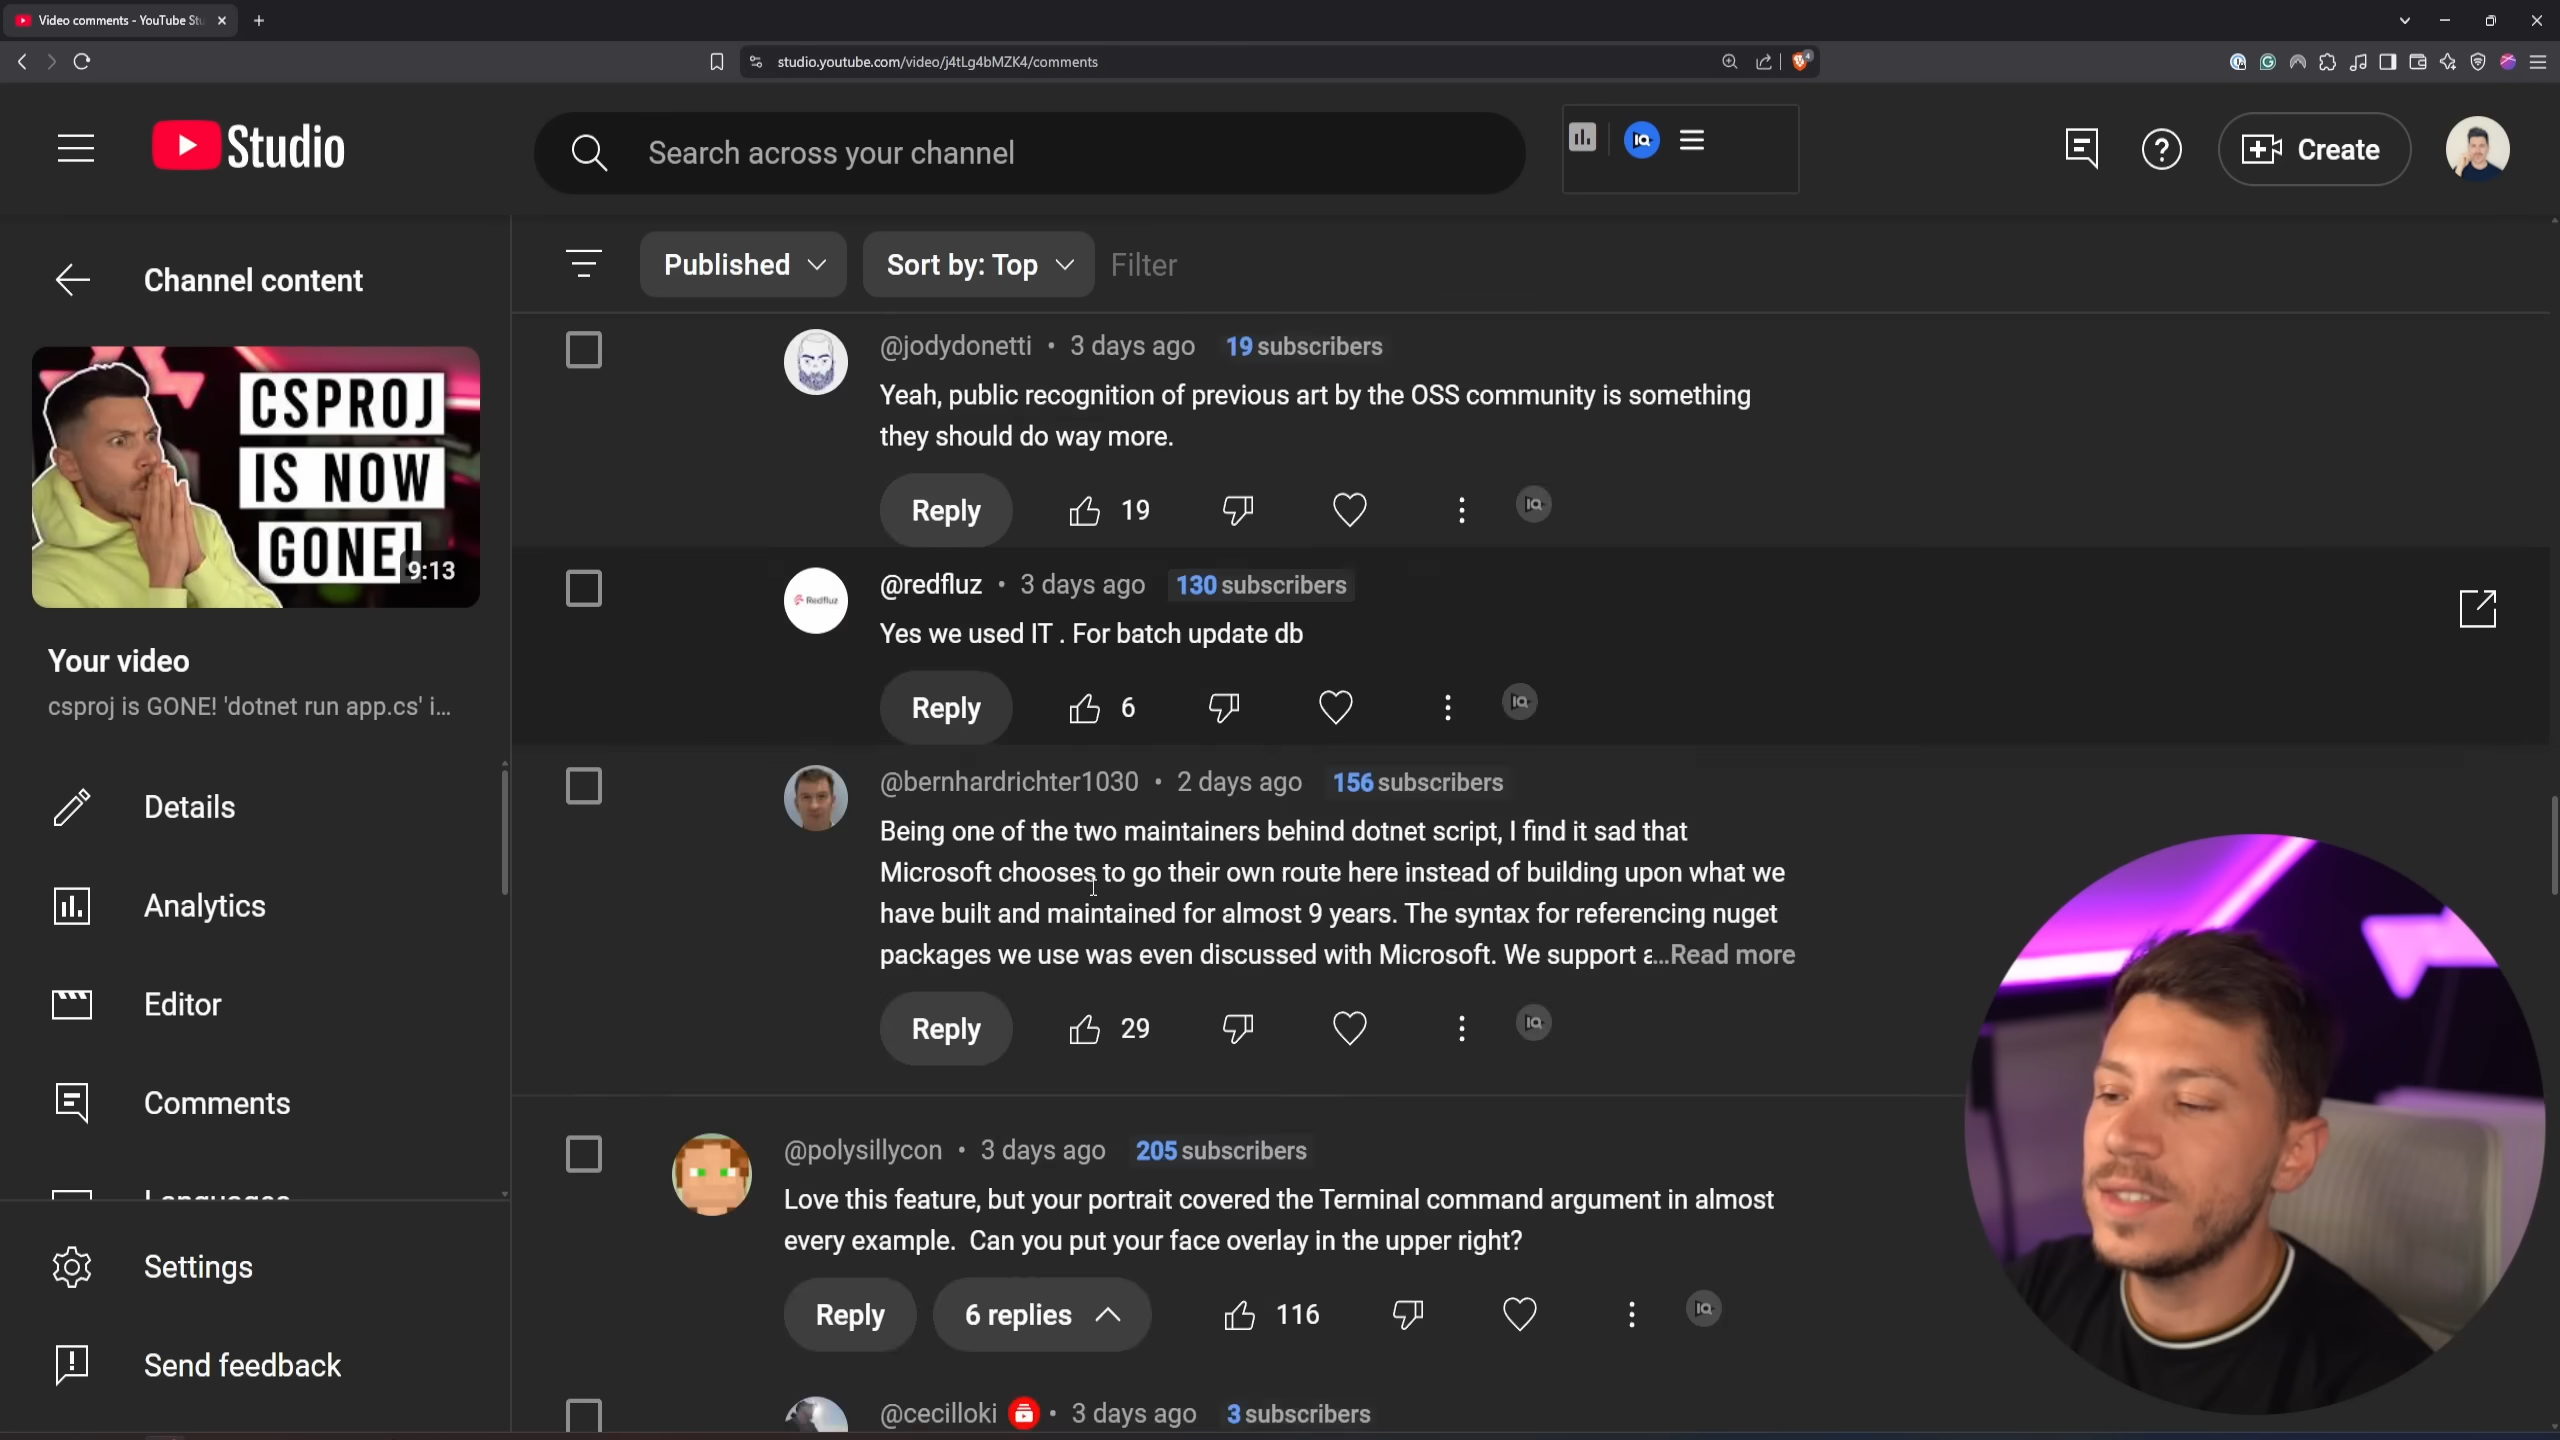 Video comments - YouTube Stu
studio.youtube.com/video/j4tLg4bMZK4/comments
4
Studio
Search across your channel
IQ
Create
Channel content
Published
Sort by: Top
Filter
CSPROJ
IS NOW
GONE!
9:13
Your video
csproj is GONE! 'dotnet run app.cs' i...
Details
Analytics
Editor
Comments
Languages
Settings
Send feedback
@jodydonetti • 3 days ago 19 subscribers
Yeah, public recognition of previous art by the OSS community is something
they should do way more.
Reply 19 IQ
Redfluz
@redfluz • 3 days ago 130 subscribers
Yes we used IT . For batch update db
Reply 6 IQ
@bernhardrichter1030 • 2 days ago 156 subscribers
Being one of the two maintainers behind dotnet script, I find it sad that
Microsoft chooses to go their own route here instead of building upon what we
have built and maintained for almost 9 years. The syntax for referencing nuget
packages we use was even discussed with Microsoft. We support a...Read more
Reply 29 IQ
@polysillycon • 3 days ago 205 subscribers
Love this feature, but your portrait covered the Terminal command argument in almost
every example. Can you put your face overlay in the upper right?
Reply 6 replies 116 IQ
@cecilloki • 3 days ago 3 subscribers